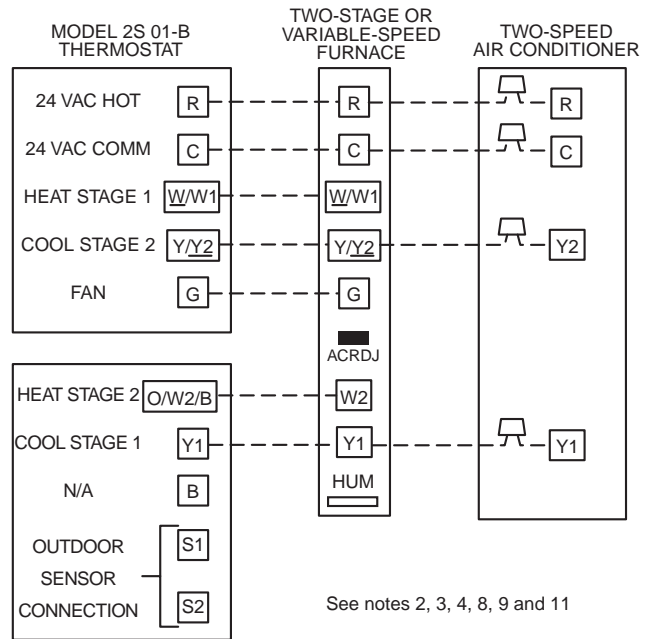 MODEL 2S 01-B
THERMOSTAT
TWO-STAGE OR
VARIABLE-SPEED
FURNACE
TWO-SPEED
AIR CONDITIONER
24 VAC HOT R R R
24 VAC COMM C C C
HEAT STAGE 1 W/W1 W/W1
COOL STAGE 2 Y/Y2 Y/Y2 Y2
FAN G G
ACRDJ
HEAT STAGE 2 O/W2/B W2
COOL STAGE 1 Y1 Y1 Y1
N/A B HUM
OUTDOOR S1
SENSOR
CONNECTION S2
See notes 2, 3, 4, 8, 9 and 11